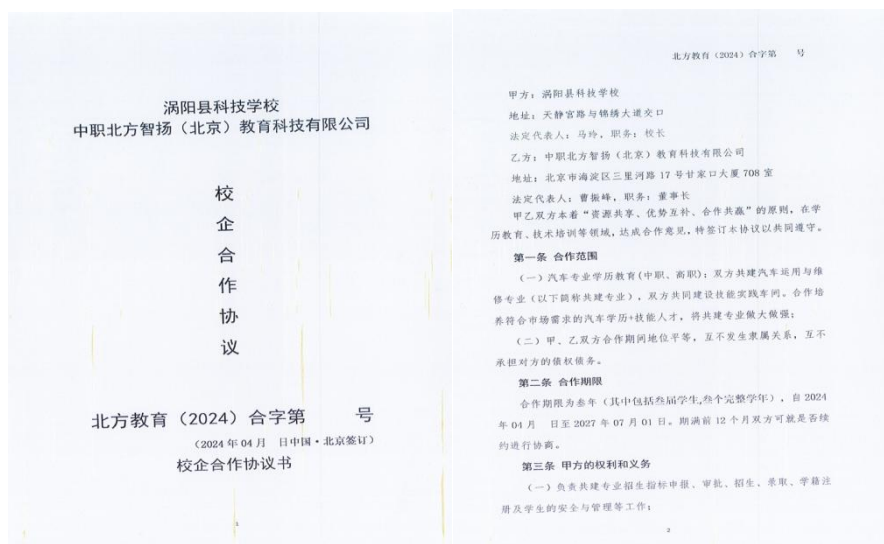 涡阳县科技学校
中职北方智扬（北京）教育科技有限公司
校
企
合
作
协
议
北方教育（2024）合字第 号
（2024 年 04 月 日中国·北京签订）
校企合作协议书
1
北方教育（2024）合字第 号
甲方：涡阳县科技学校
地址：天静宫路与锦绣大道交口
法定代表人：马玲，职务：校长
乙方：中职北方智扬（北京）教育科技有限公司
地址：北京市海淀区三里河路 17 号甘家口大厦 708 室
法定代表人：曹振峰，职务：董事长
甲乙双方本着“资源共享、优势互补、合作共赢”的原则，在学
历教育、技术培训等领域，达成合作意见，特签订本协议以共同遵守。
第一条 合作范围
（一）汽车专业学历教育(中职、高职)：双方共建汽车运用与维
修专业（以下简称共建专业），双方共同建设技能实践车间。合作培
养符合市场需求的汽车学历+技能人才，将共建专业做大做强；
（二）甲、乙双方合作期间地位平等，互不发生隶属关系，互不
承担对方的债权债务。
第二条 合作期限
合作期限为叁年（其中包括叁届学生,叁个完整学年），自 2024
年 04 月 日至 2027 年 07 月 01 日。期满前 12 个月双方可就是否续
约进行协商。
第三条 甲方的权利和义务
（一）负责共建专业招生指标申报、审批、招生、录取、学籍注
册及学生的安全与管理等工作；
2